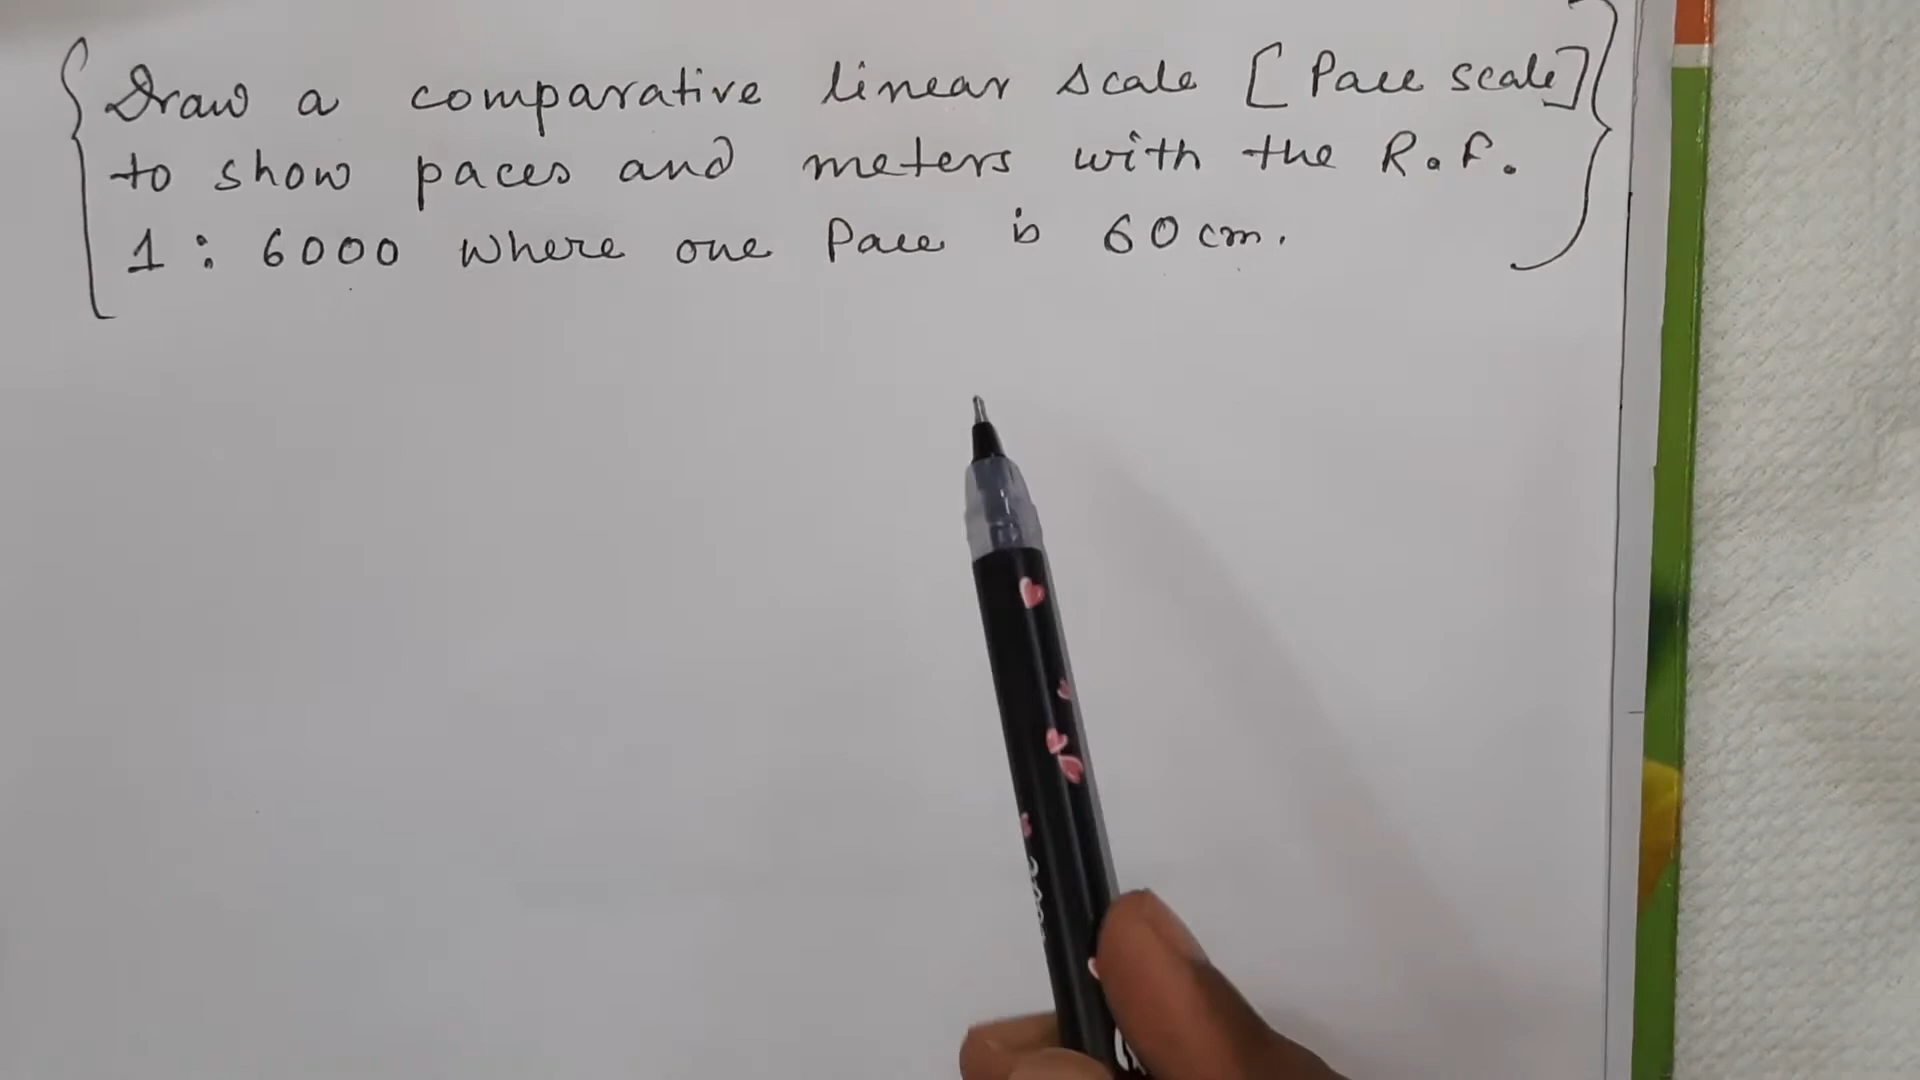 Draw a comparative linear scale [Pace scale]
to show paces and meters with the R.F.
1 : 6000 where one Pace is 60 cm.